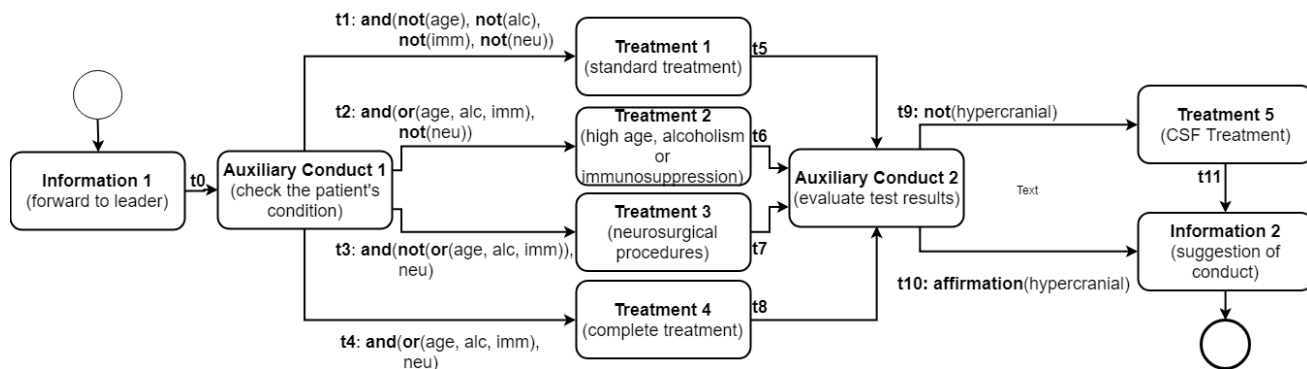 t1: and(not(age), not(alc),
not(imm), not(neu))
Treatment 1
(standard treatment)
t5
t2: and(or(age, alc, imm),
not(neu))
Treatment 2
(high age, alcoholism
or
immunosuppression)
t6
t9: not(hypercranial)
Treatment 5
(CSF Treatment)
Information 1
(forward to leader)
t0
Auxiliary Conduct 1
(check the patient's
condition)
Auxiliary Conduct 2
(evaluate test results)
Text
t11
t3: and(not(or(age, alc, imm)),
neu)
Treatment 3
(neurosurgical
procedures)
t7
Information 2
(suggestion of
conduct)
t10: affirmation(hypercranial)
Treatment 4
(complete treatment)
t8
t4: and(or(age, alc, imm),
neu)